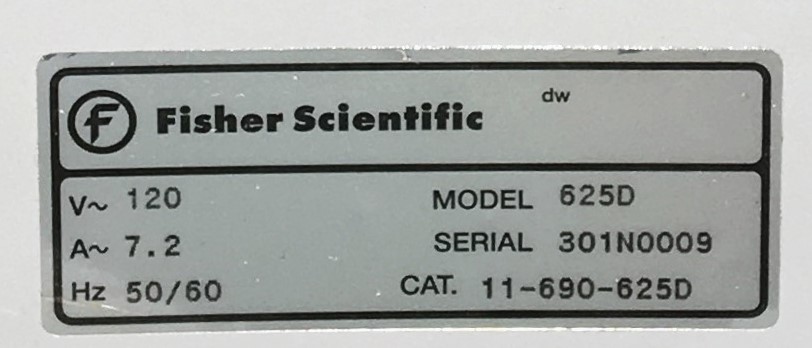 f Fisher Scientific dw
V~ 120 MODEL 625D
A~ 7.2 SERIAL 301N0009
Hz 50/60 CAT. 11-690-625D